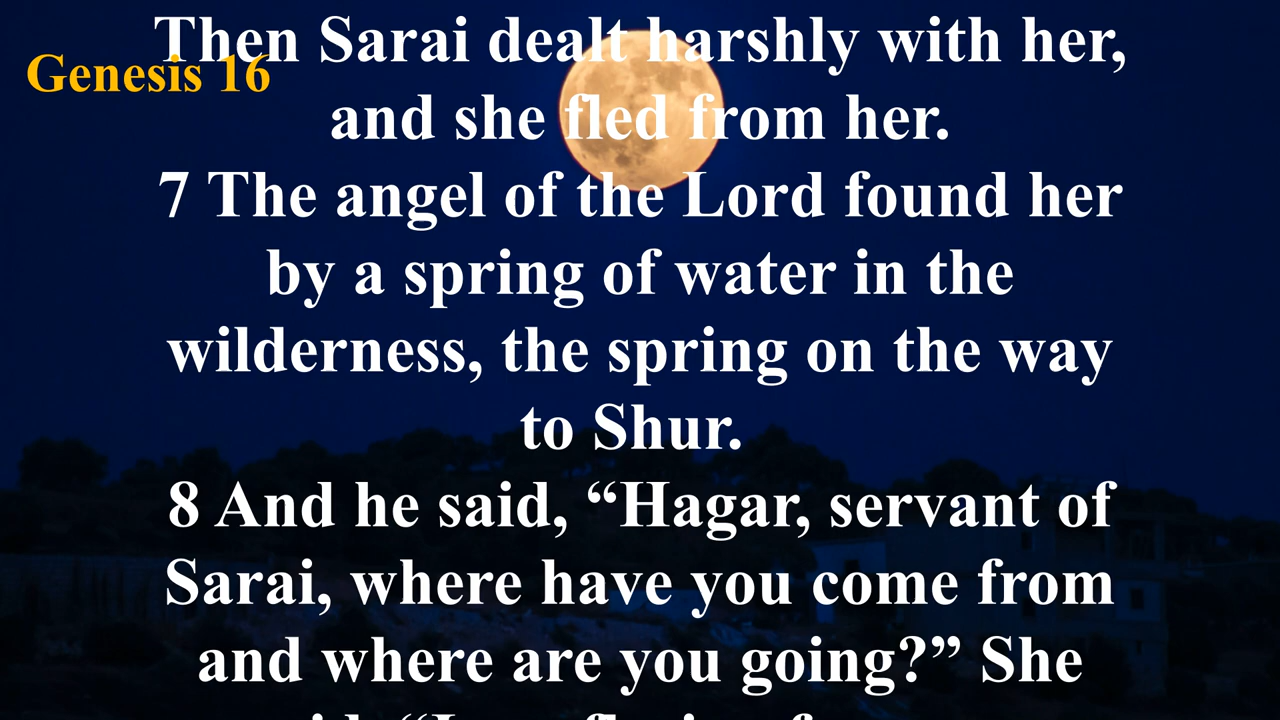 Then Sarai dealt harshly with her,
Genesis 16
and she fled from her.
7 The angel of the Lord found her
by a spring of water in the
wilderness, the spring on the way
to Shur.
8 And he said, “Hagar, servant of
Sarai, where have you come from
and where are you going?” She